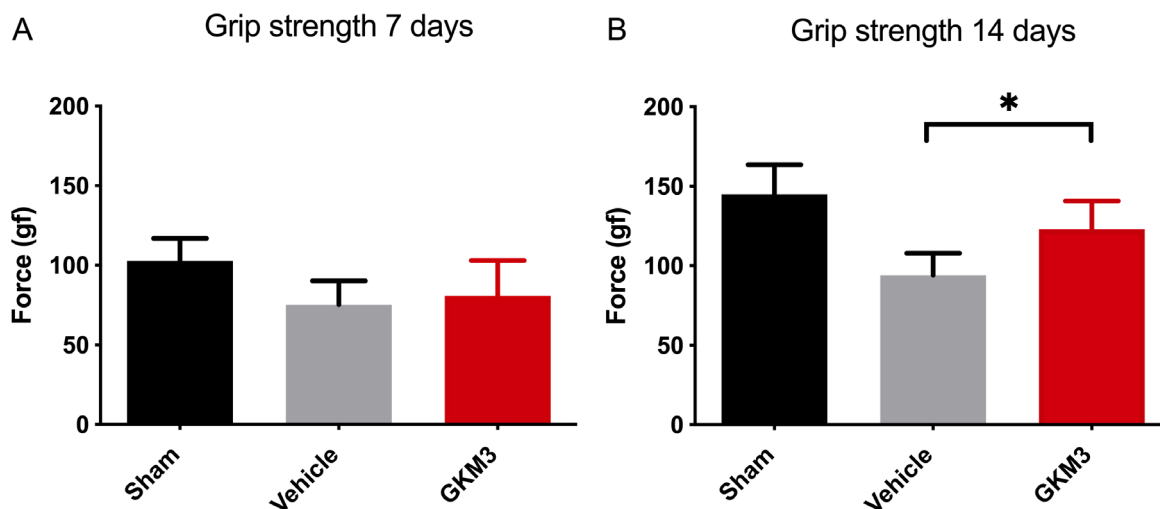 A
Grip strength 7 days
Force (gf)
200
150
100
50
0
Sham
Vehicle
GKM3
B
Grip strength 14 days
Force (gf)
200
150
100
50
0
*
Sham
Vehicle
GKM3